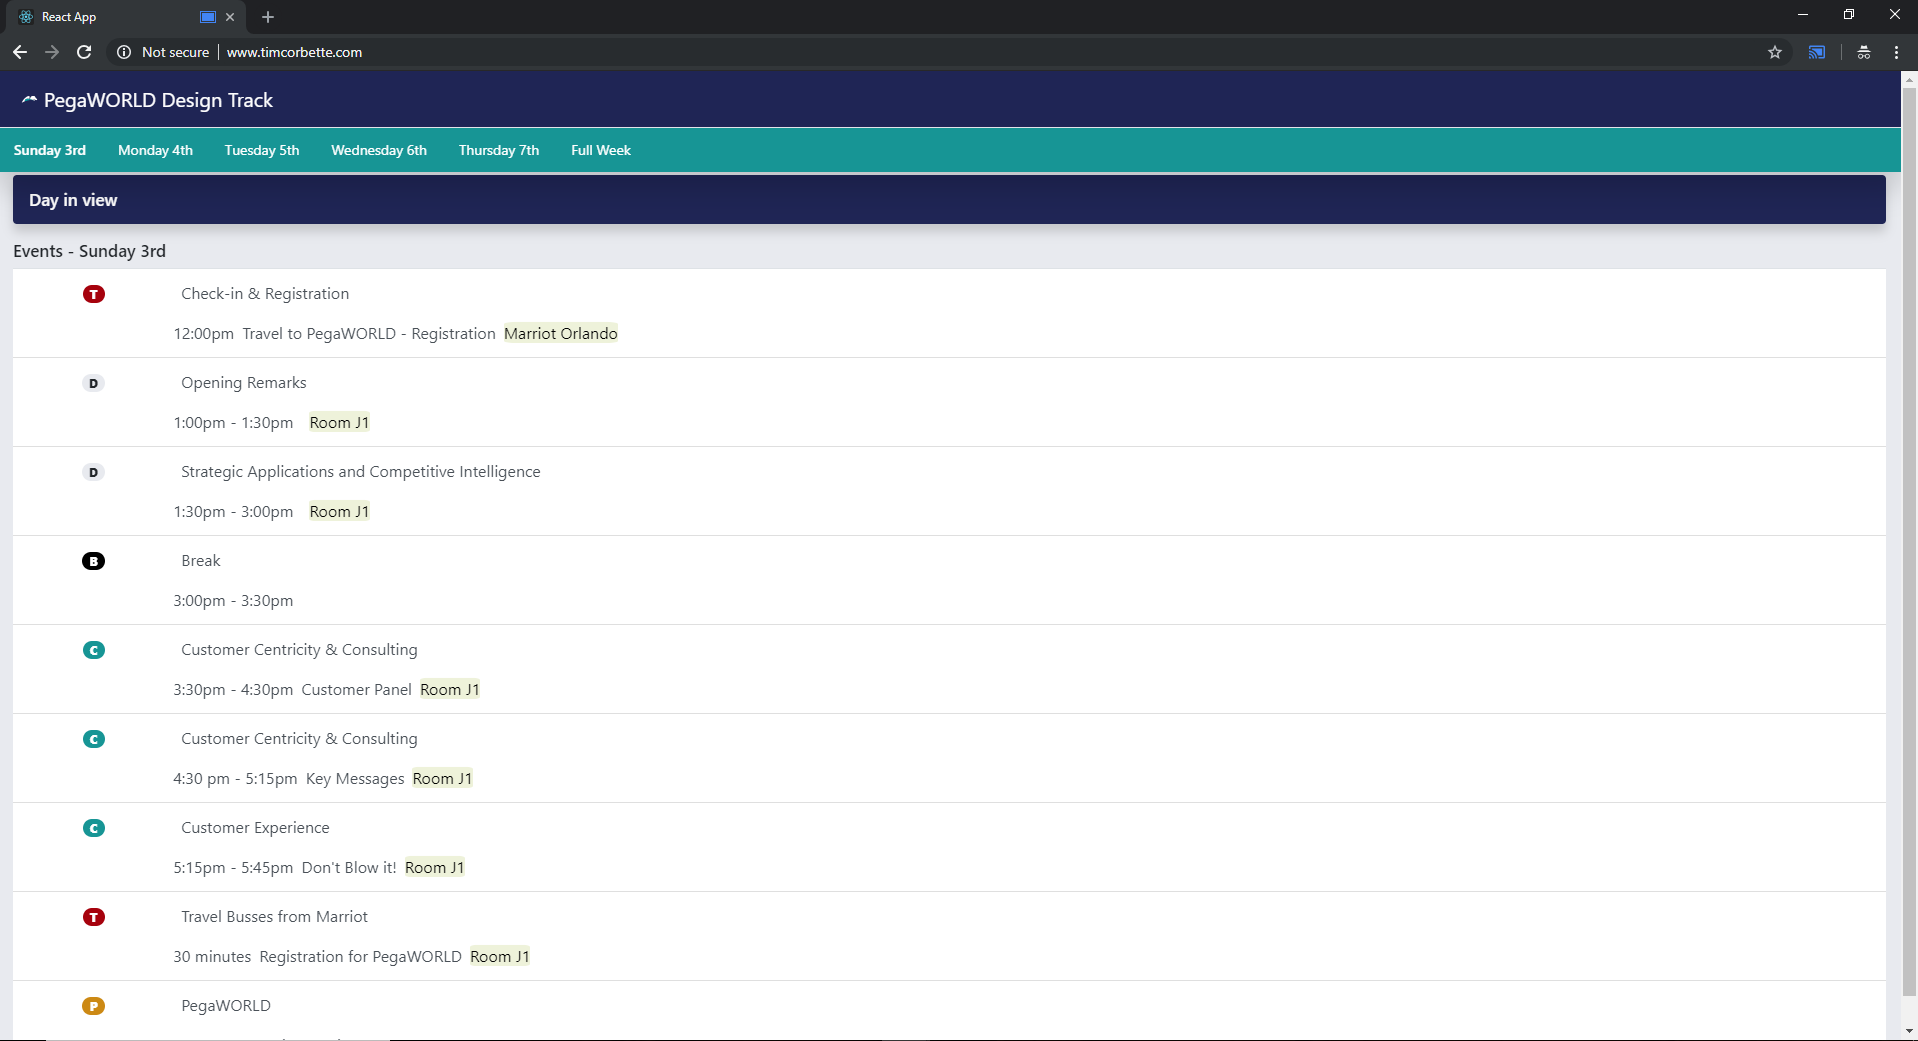 React App
Not secure | www.timcorbette.com
PegaWORLD Design Track
Sunday 3rd Monday 4th Tuesday 5th Wednesday 6th Thursday 7th Full Week
Day in view
Events - Sunday 3rd
T Check-in & Registration
12:00pm Travel to PegaWORLD - Registration Marriot Orlando
D Opening Remarks
1:00pm - 1:30pm Room J1
D Strategic Applications and Competitive Intelligence
1:30pm - 3:00pm Room J1
B Break
3:00pm - 3:30pm
C Customer Centricity & Consulting
3:30pm - 4:30pm Customer Panel Room J1
C Customer Centricity & Consulting
4:30 pm - 5:15pm Key Messages Room J1
C Customer Experience
5:15pm - 5:45pm Don't Blow it! Room J1
T Travel Busses from Marriot
30 minutes Registration for PegaWORLD Room J1
P PegaWORLD